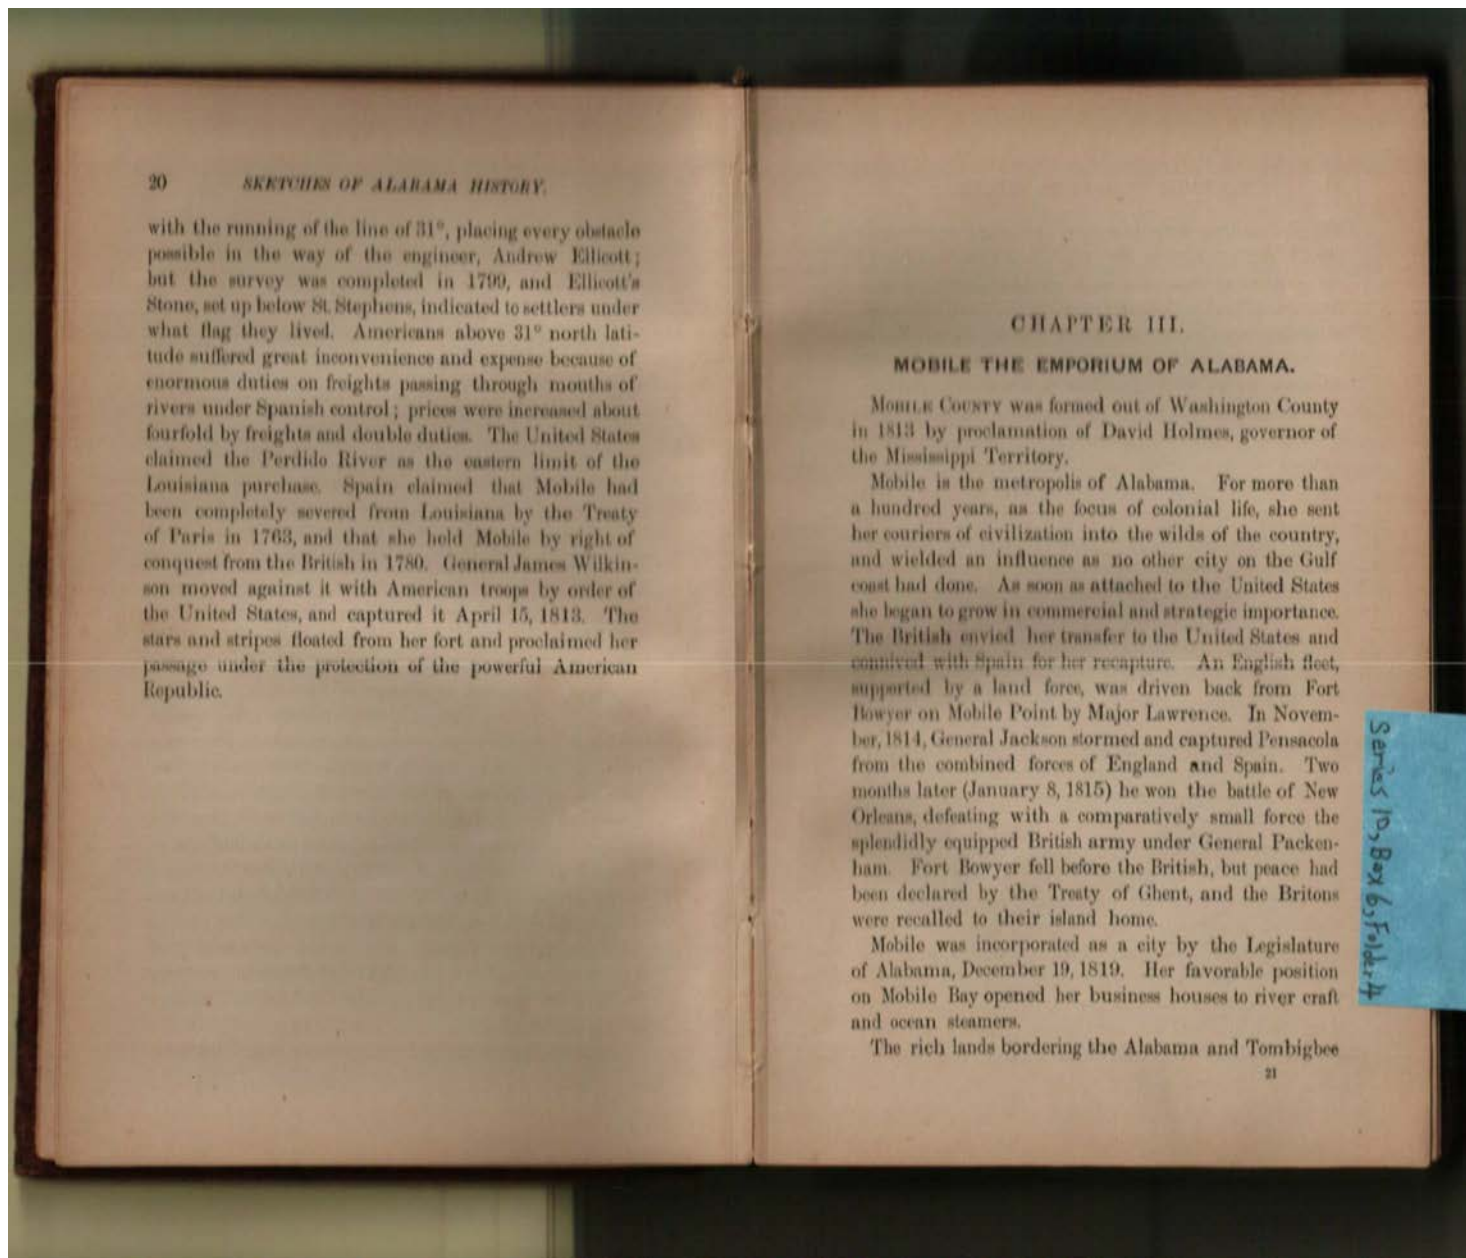 20 SKETCHES OF ALABAMA HISTORY.
with the running of the line of 31°, placing every obstacle
possible in the way of the engineer, Andrew Ellicott;
but the survey was completed in 1799, and Ellicott's
Stone, set up below St. Stephens, indicated to settlers under
what flag they lived. Americans above 31° north lati-
tude suffered great inconvenience and expense because of
enormous duties on freights passing through mouths of
rivers under Spanish control; prices were increased about
fourfold by freights and double duties. The United States
claimed the Perdido River as the eastern limit of the
Louisiana purchase. Spain claimed that Mobile had
been completely severed from Louisiana by the Treaty
of Paris in 1763, and that she held Mobile by right of
conquest from the British in 1780. General James Wilkin-
son moved against it with American troops by order of
the United States, and captured it April 15, 1813. The
stars and stripes floated from her fort and proclaimed her
passage under the protection of the powerful American
Republic.
CHAPTER III.
MOBILE THE EMPORIUM OF ALABAMA.
MOBILE COUNTY was formed out of Washington County
in 1813 by proclamation of David Holmes, governor of
the Mississippi Territory.
Mobile is the metropolis of Alabama. For more than
a hundred years, as the focus of colonial life, she sent
her couriers of civilization into the wilds of the country,
and wielded an influence as no other city on the Gulf
coast had done. As soon as attached to the United States
she began to grow in commercial and strategic importance.
The British envied her transfer to the United States and
connived with Spain for her recapture. An English fleet,
supported by a land force, was driven back from Fort
Bowyer on Mobile Point by Major Lawrence. In Novem-
ber, 1814, General Jackson stormed and captured Pensacola
from the combined forces of England and Spain. Two
months later (January 8, 1815) he won the battle of New
Orleans, defeating with a comparatively small force the
splendidly equipped British army under General Packen-
ham. Fort Bowyer fell before the British, but peace had
been declared by the Treaty of Ghent, and the Britons
were recalled to their island home.
Mobile was incorporated as a city by the Legislature
of Alabama, December 19, 1819. Her favorable position
on Mobile Bay opened her business houses to river craft
and ocean steamers.
The rich lands bordering the Alabama and Tombigbee
21
Series 10, Box 6, Folder 4